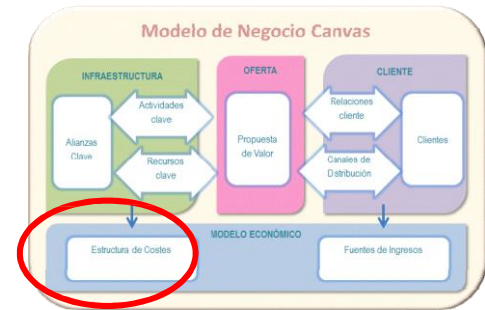 Modelo de Negocio Canvas
INFRAESTRUCTURA
OFERTA
CLIENTE
Actividades
clave
Relaciones
cliente
Alianzas
Clave
Propuesta
de Valor
Clientes
Recursos
clave
Canales de
Distribución
MODELO ECONÓMICO
Estructura de Costes
Fuentes de Ingresos